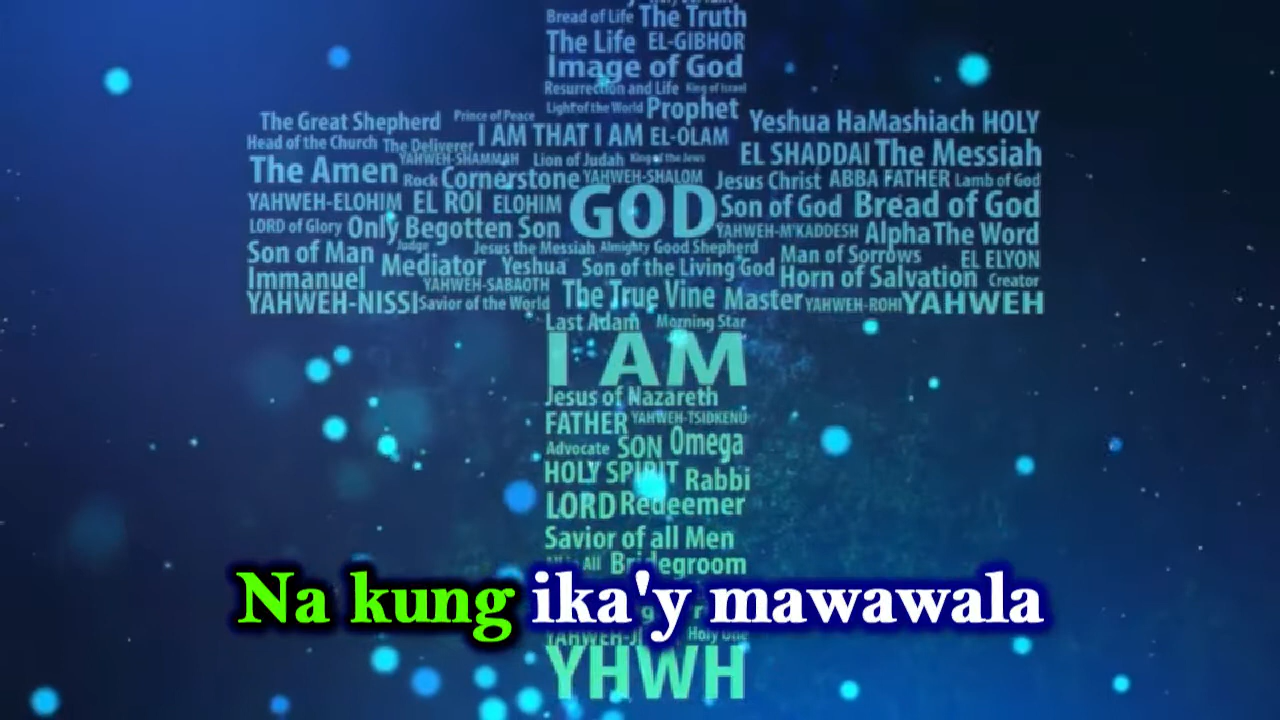 Bread of Life The Truth
The Life EL-GIBHOR
Image of God
Resurrection and Life King of Israel
Light of the World Prophet
The Great Shepherd Prince of Peace I AM THAT I AM EL-OLAM Yeshua HaMashiach HOLY
Head of the Church The Deliverer
YAHWEH-SHAMMAH Lion of Judah King of the Jews EL SHADDAI The Messiah
The Amen Rock Cornerstone YAHWEH-SHALOM Jesus Christ ABBA FATHER Lamb of God
YAHWEH-ELOHIM EL ROI ELOHIM GOD Son of God Bread of God
LORD of Glory Only Begotten Son YAHWEH-M'KADDESH Alpha The Word
Son of Man Judge Jesus the Messiah Almighty Good Shepherd Man of Sorrows EL ELYON
Mediator Yeshua Son of the Living God
Immanuel YAHWEH-SABAOTH Horn of Salvation Creator
YAHWEH-NISSI Savior of the World The True Vine Master YAHWEH-ROHI YAHWEH
Last Adam Morning Star
I AM
Jesus of Nazareth
FATHER YAHWEH-TSIDKENU
Advocate SON Omega
HOLY SPIRIT Rabbi
LORD Redeemer
Savior of all Men
All Bridegroom
Na kung ika'y mawawala
Holy One
YHWH